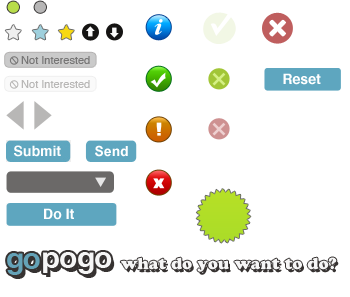 Not Interested
Not Interested
Reset
Submit Send
Do It
gopogo what do you want to do?